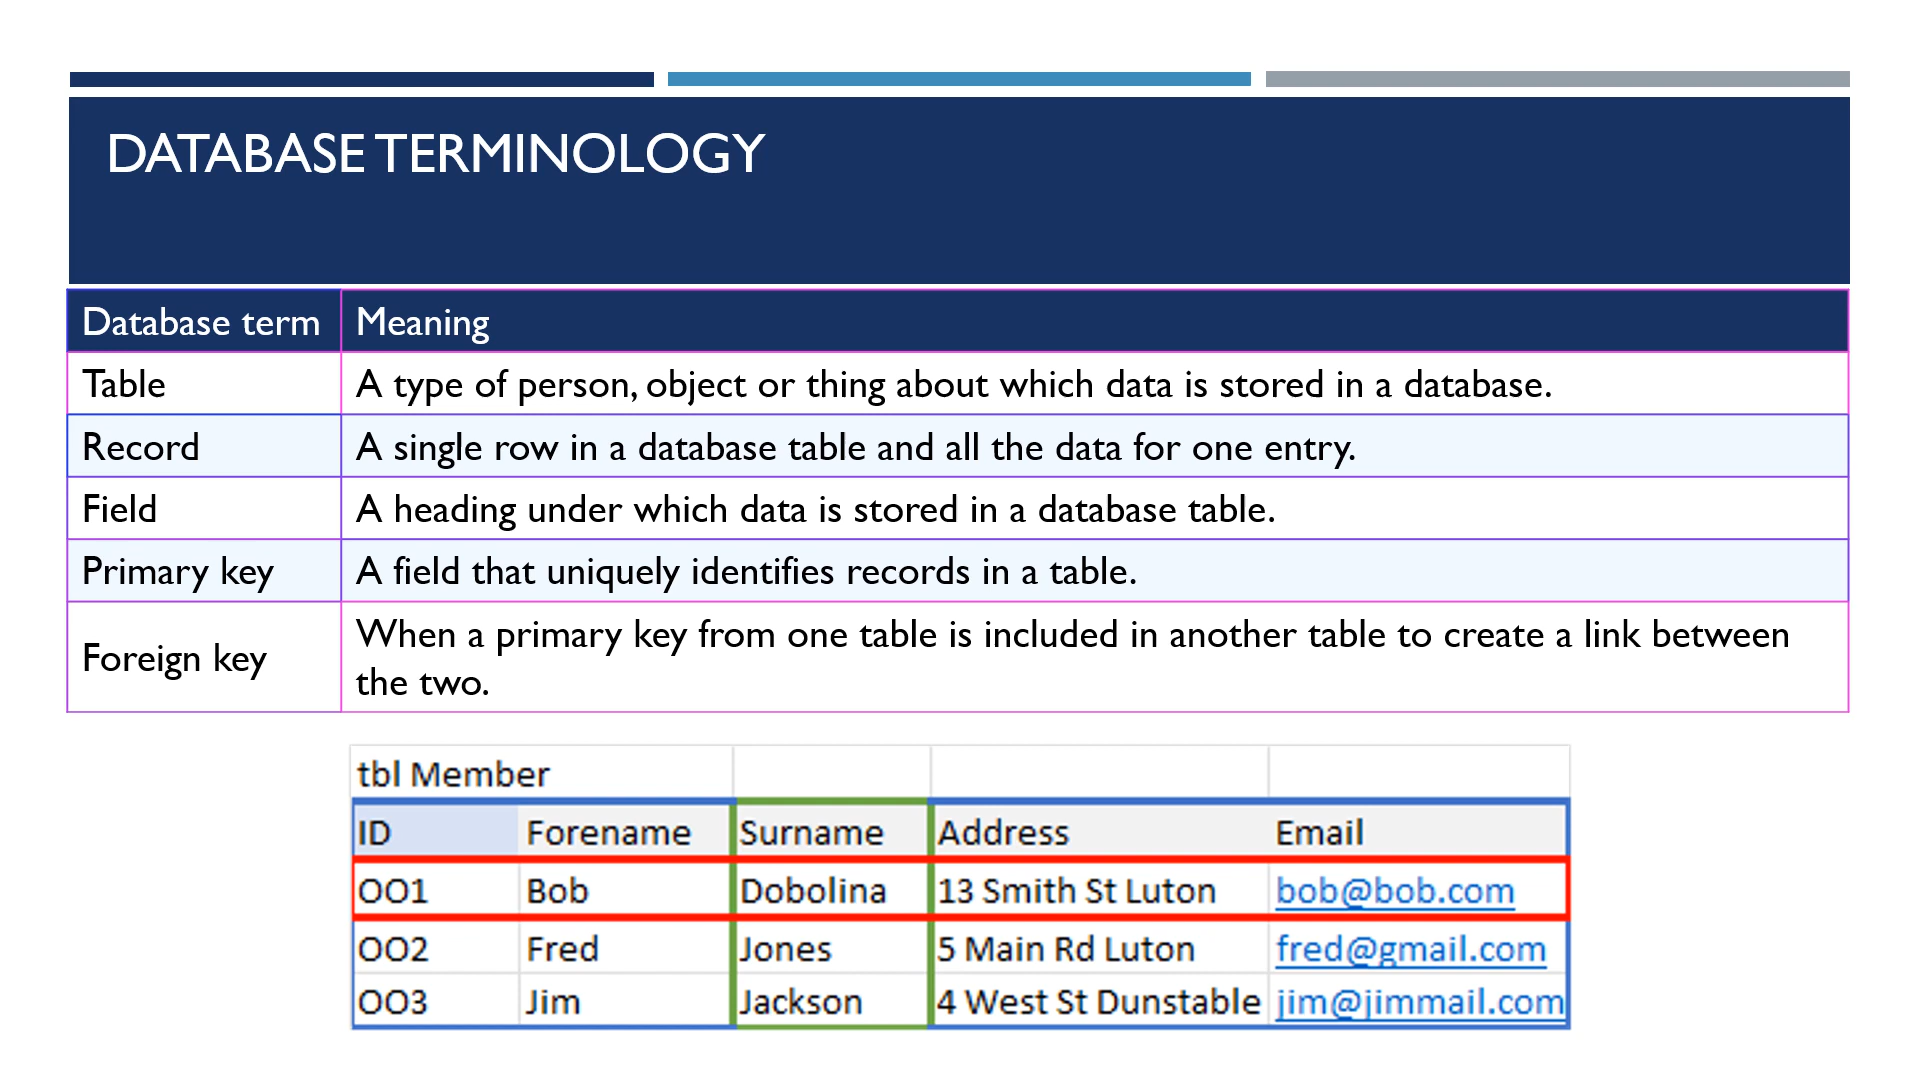 DATABASE TERMINOLOGY
Database term Meaning
Table A type of person, object or thing about which data is stored in a database.
Record A single row in a database table and all the data for one entry.
Field A heading under which data is stored in a database table.
Primary key A field that uniquely identifies records in a table.
Foreign key When a primary key from one table is included in another table to create a link between
the two.
tbl Member
ID Forename Surname Address Email
OO1 Bob Dobolina 13 Smith St Luton bob@bob.com
OO2 Fred Jones 5 Main Rd Luton fred@gmail.com
OO3 Jim Jackson 4 West St Dunstable jim@jimmail.com